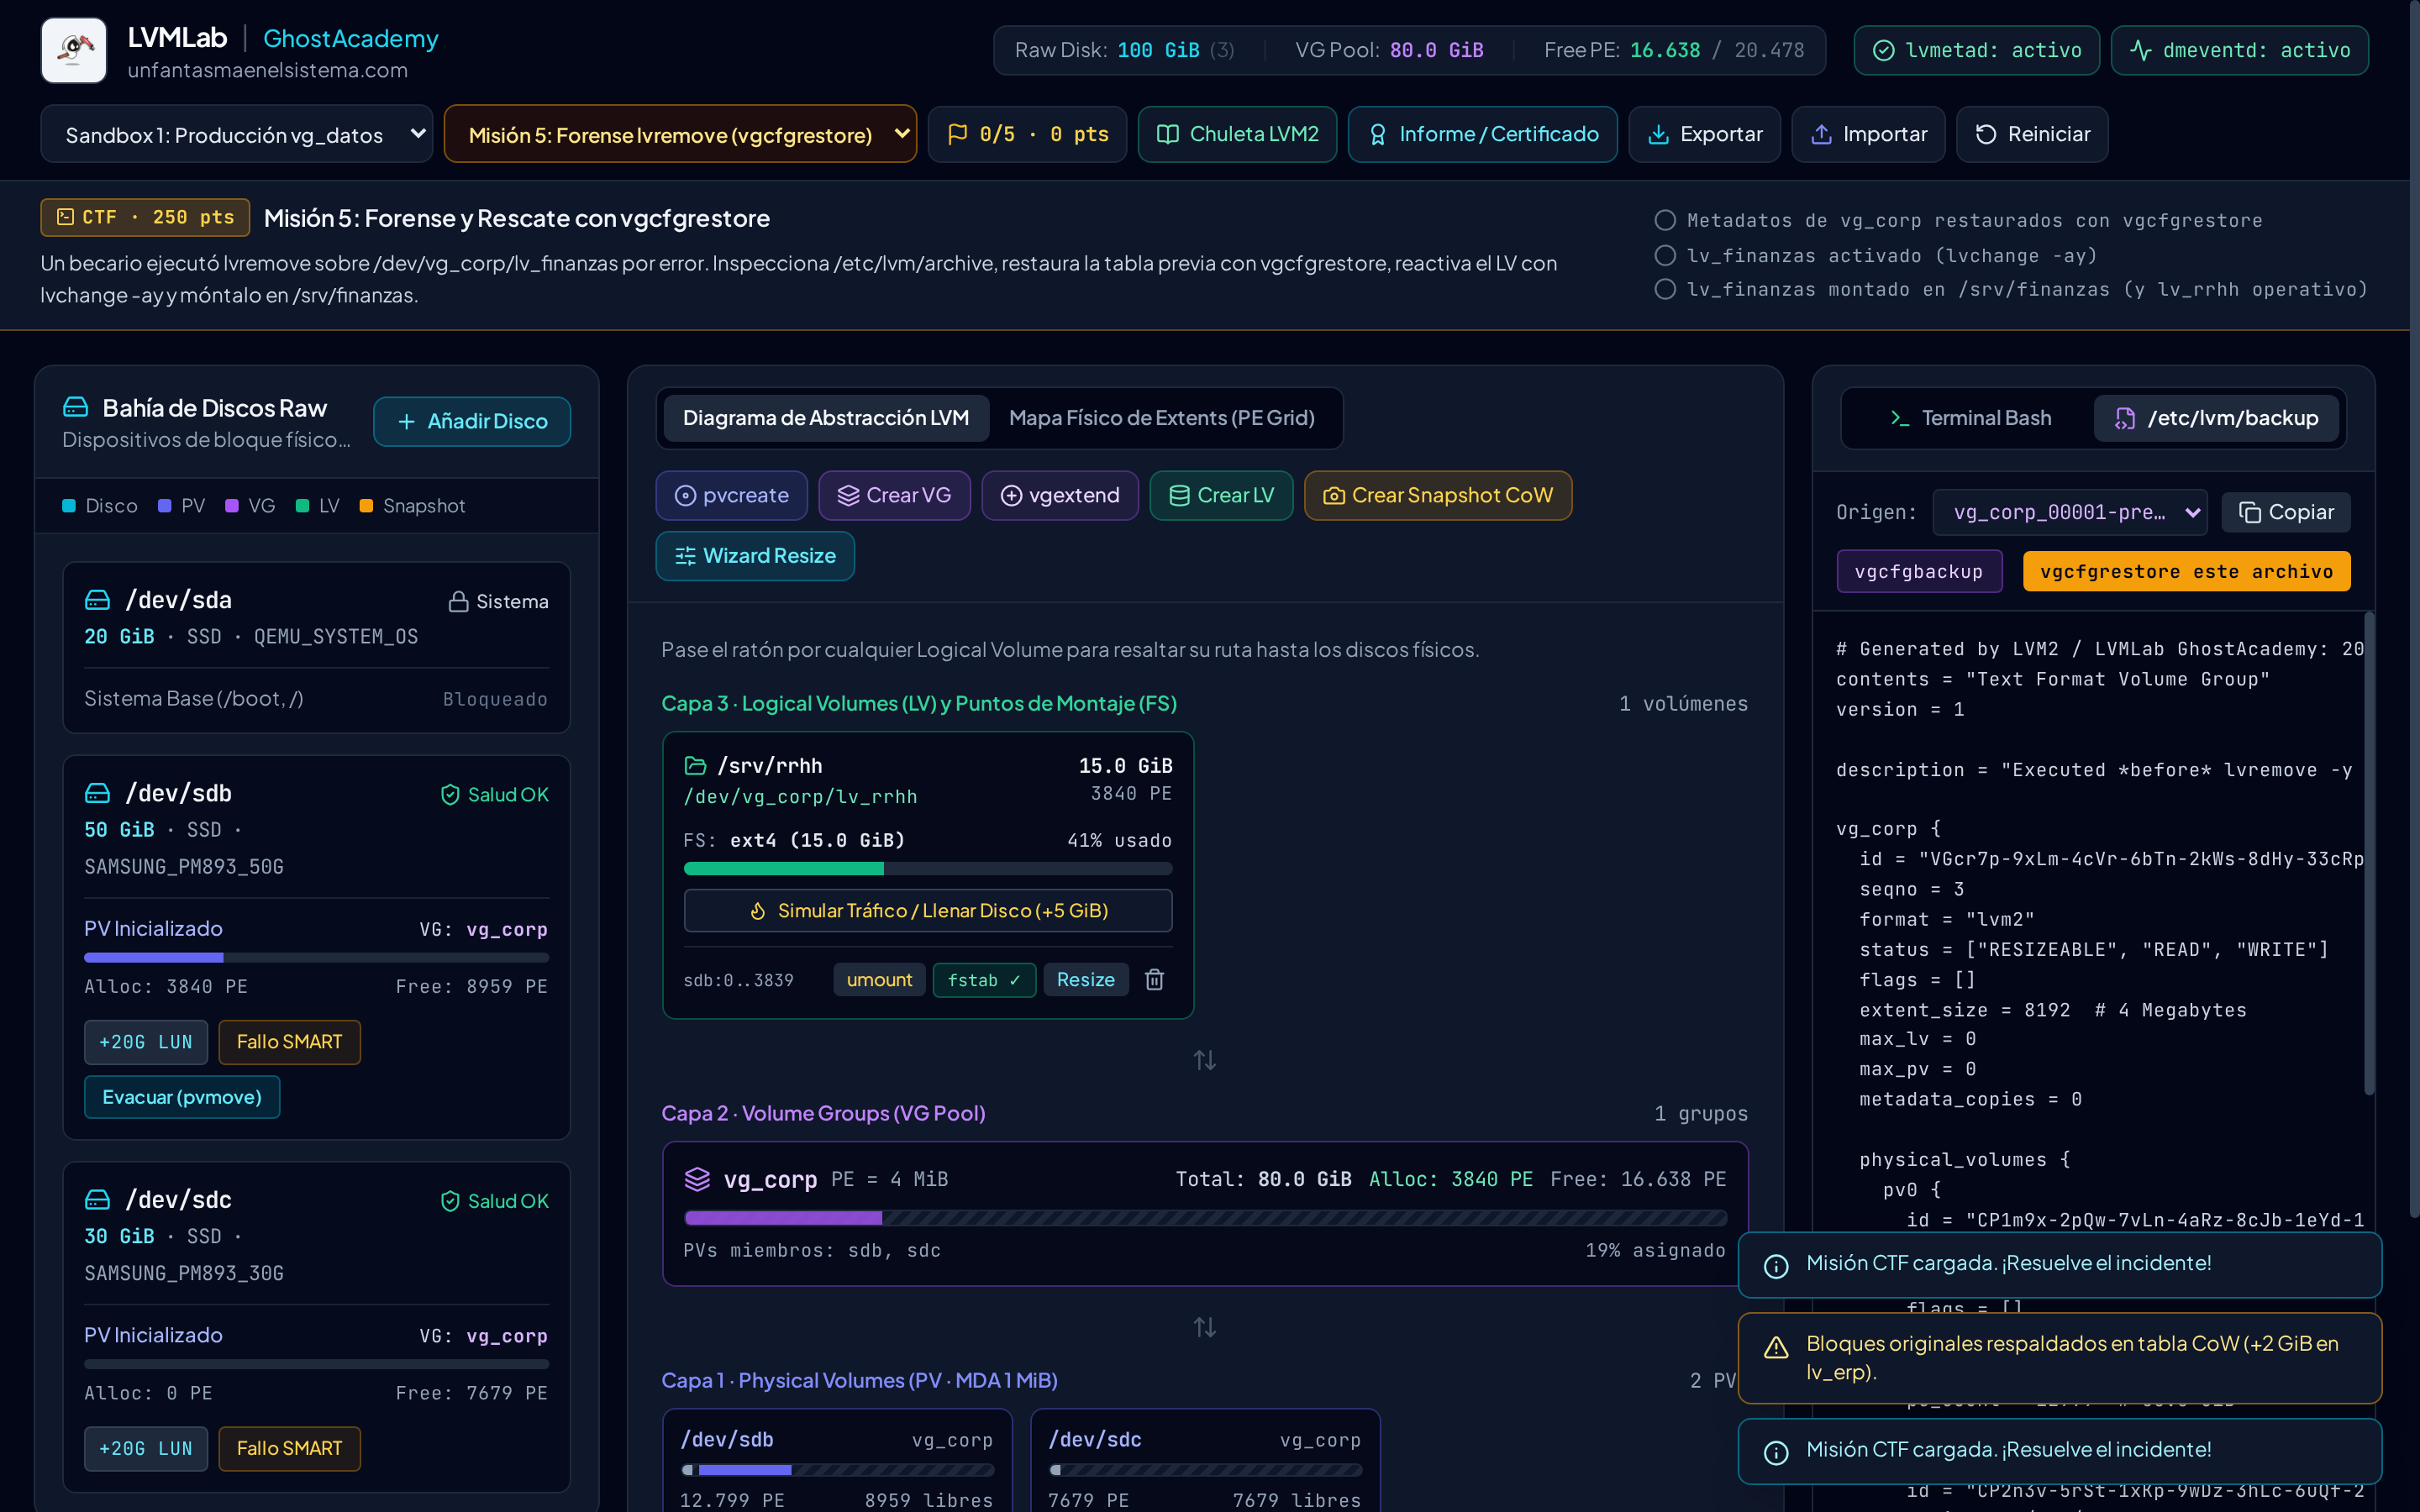 LVMLab | GhostAcademy
unfantasmaenelsistema.com
Raw Disk: 100 GiB (3)
VG Pool: 80.0 GiB
Free PE: 16.638 / 20.478
lvmetad: activo
dmeventd: activo
Sandbox 1: Producción vg_datos
Misión 5: Forense lvremove (vgcfgrestore)
0/5 · 0 pts
Chuleta LVM2
Informe / Certificado
Exportar
Importar
Reiniciar
CTF · 250 pts
Misión 5: Forense y Rescate con vgcfgrestore
Un becario ejecutó lvremove sobre /dev/vg_corp/lv_finanzas por error. Inspecciona /etc/lvm/archive, restaura la tabla previa con vgcfgrestore, reactiva el LV con
lvchange -ay y móntalo en /srv/finanzas.
Metadatos de vg_corp restaurados con vgcfgrestore
lv_finanzas activado (lvchange -ay)
lv_finanzas montado en /srv/finanzas (y lv_rrhh operativo)
Bahía de Discos Raw
Dispositivos de bloque físico...
Añadir Disco
Disco
PV
VG
LV
Snapshot
/dev/sda
Sistema
20 GiB · SSD · QEMU_SYSTEM_OS
Sistema Base (/boot, /)
Bloqueado
/dev/sdb
Salud OK
50 GiB · SSD ·
SAMSUNG_PM893_50G
PV Inicializado
VG: vg_corp
Alloc: 3840 PE
Free: 8959 PE
+20G LUN
Fallo SMART
Evacuar (pvmove)
/dev/sdc
Salud OK
30 GiB · SSD ·
SAMSUNG_PM893_30G
PV Inicializado
VG: vg_corp
Alloc: 0 PE
Free: 7679 PE
+20G LUN
Fallo SMART
Diagrama de Abstracción LVM
Mapa Físico de Extents (PE Grid)
pvcreate
Crear VG
vgextend
Crear LV
Crear Snapshot CoW
Wizard Resize
Pase el ratón por cualquier Logical Volume para resaltar su ruta hasta los discos físicos.
Capa 3 · Logical Volumes (LV) y Puntos de Montaje (FS)
1 volúmenes
/srv/rrhh
15.0 GiB
/dev/vg_corp/lv_rrhh
3840 PE
FS: ext4 (15.0 GiB)
41% usado
Simular Tráfico / Llenar Disco (+5 GiB)
sdb:0..3839
umount
fstab ✓
Resize
Capa 2 · Volume Groups (VG Pool)
1 grupos
vg_corp PE = 4 MiB
Total: 80.0 GiB Alloc: 3840 PE Free: 16.638 PE
PVs miembros: sdb, sdc
19% asignado
Capa 1 · Physical Volumes (PV · MDA 1 MiB)
2 PV
/dev/sdb
vg_corp
12.799 PE
8959 libres
/dev/sdc
vg_corp
7679 PE
7679 libres
Terminal Bash
/etc/lvm/backup
Origen:
vg_corp_00001-pre...
Copiar
vgcfgbackup
vgcfgrestore este archivo
# Generated by LVM2 / LVMLab GhostAcademy: 20
contents = "Text Format Volume Group"
version = 1
description = "Executed *before* lvremove -y
vg_corp {
id = "VGcr7p-9xLm-4cVr-6bTn-2kWs-8dHy-33cRp
seqno = 3
format = "lvm2"
status = ["RESIZEABLE", "READ", "WRITE"]
flags = []
extent_size = 8192 # 4 Megabytes
max_lv = 0
max_pv = 0
metadata_copies = 0
physical_volumes {
pv0 {
id = "CP1m9x-2pQw-7vLn-4aRz-8cJb-1eYd-1
Misión CTF cargada. ¡Resuelve el incidente!
flags = []
Bloques originales respaldados en tabla CoW (+2 GiB en
lv_erp).
Misión CTF cargada. ¡Resuelve el incidente!
id = "CP2n3v-5rSt-1xKp-9wDz-3hLc-6uQf-2